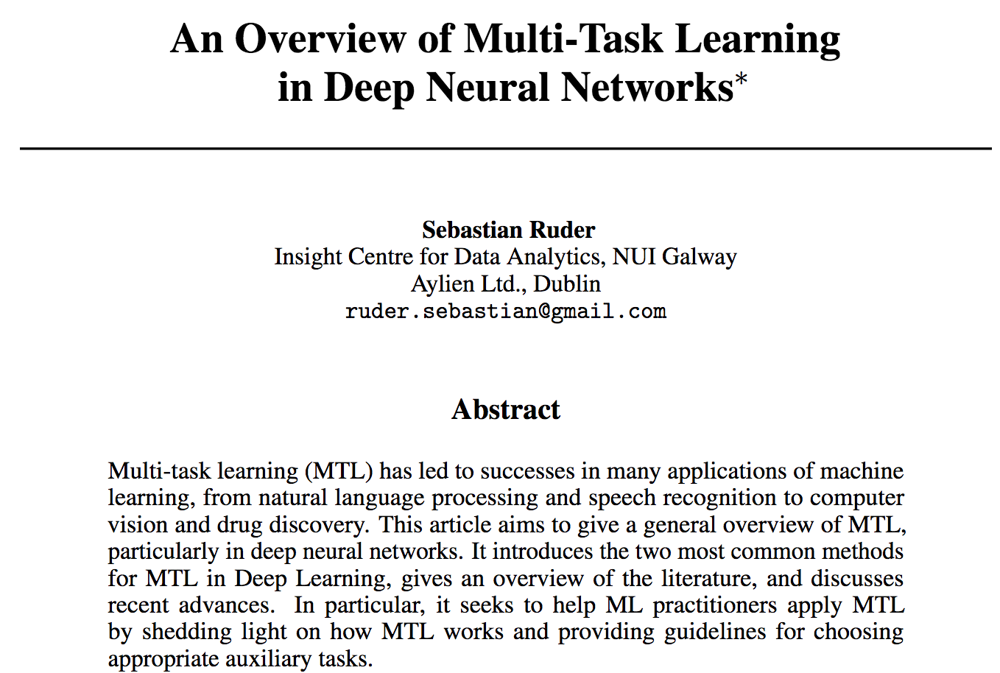 An Overview of Multi-Task Learning
in Deep Neural Networks*
Sebastian Ruder
Insight Centre for Data Analytics, NUI Galway
Aylien Ltd., Dublin
ruder.sebastian@gmail.com
Abstract
Multi-task learning (MTL) has led to successes in many applications of machine
learning, from natural language processing and speech recognition to computer
vision and drug discovery. This article aims to give a general overview of MTL,
particularly in deep neural networks. It introduces the two most common methods
for MTL in Deep Learning, gives an overview of the literature, and discusses
recent advances. In particular, it seeks to help ML practitioners apply MTL
by shedding light on how MTL works and providing guidelines for choosing
appropriate auxiliary tasks.